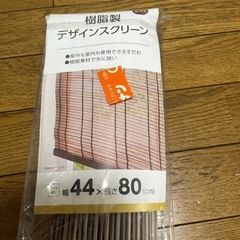 樹脂製
デザインスクリーン
●屋外も室内も使用できるすだれ
●樹脂素材で水に強い
幅44×長さ80(cm)